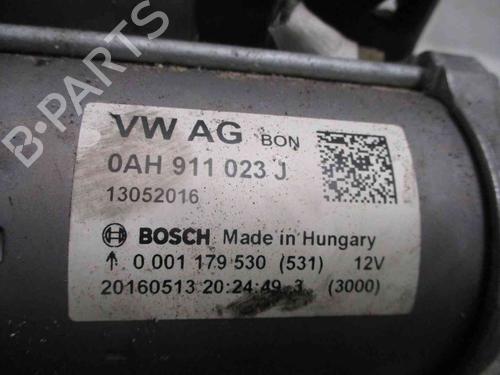 B-PARTS
VW AG BON
0AH 911 023 J
13052016
BOSCH Made in Hungary
↑ 0 001 179 530 (531) 12V
20160513 20:24:49 3 (3000)